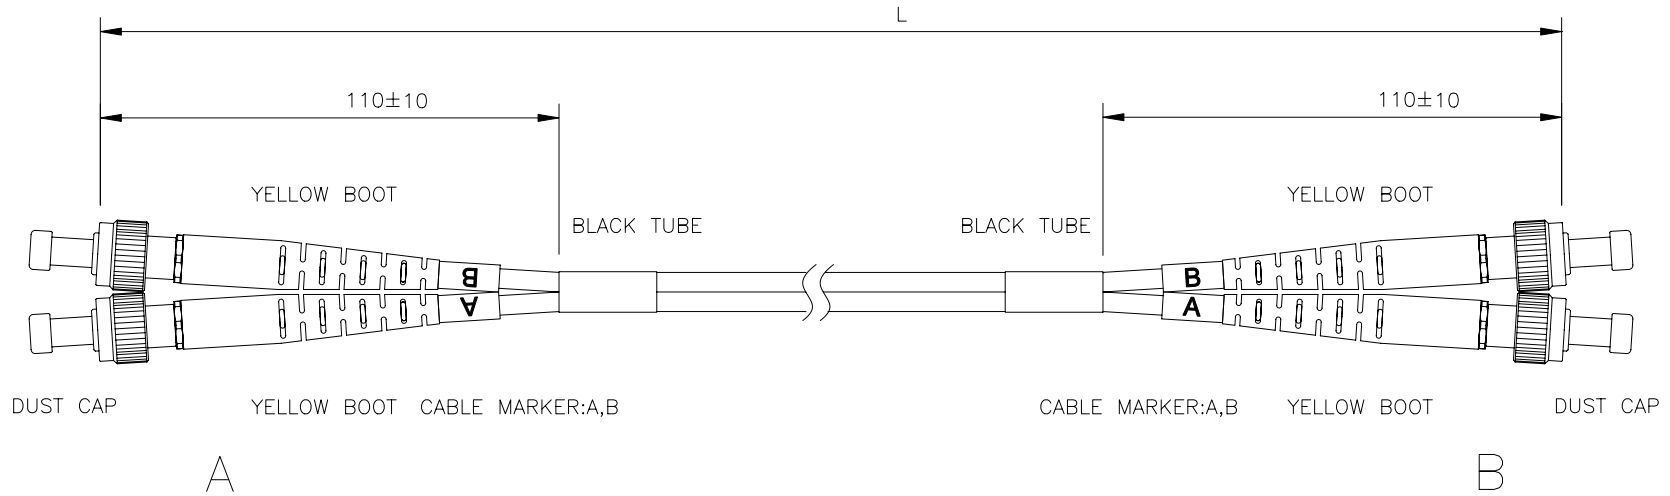 L
110±10 110±10
YELLOW BOOT YELLOW BOOT
BLACK TUBE BLACK TUBE
B B
A A
DUST CAP YELLOW BOOT CABLE MARKER:A,B CABLE MARKER:A,B YELLOW BOOT DUST CAP
A B